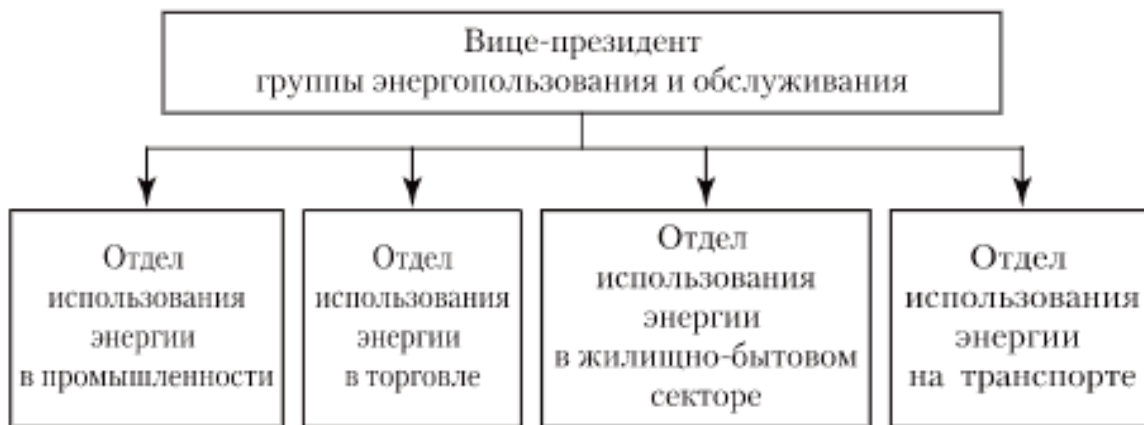 Вице-президент
группы энергопользования и обслуживания
Отдел
использования
энергии
в промышленности
Отдел
использования
энергии
в торговле
Отдел
использования
энергии
в жилищно-бытовом
секторе
Отдел
использования
энергии
на транспорте